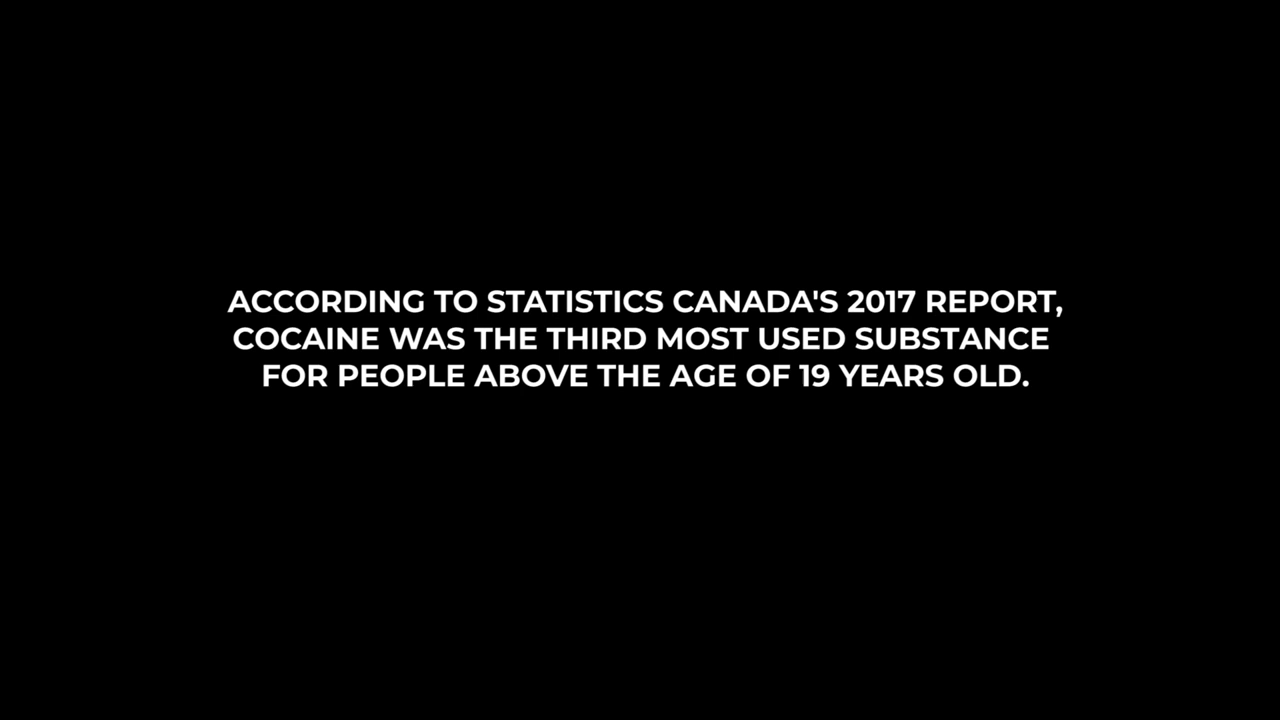 ACCORDING TO STATISTICS CANADA'S 2017 REPORT,
COCAINE WAS THE THIRD MOST USED SUBSTANCE
FOR PEOPLE ABOVE THE AGE OF 19 YEARS OLD.